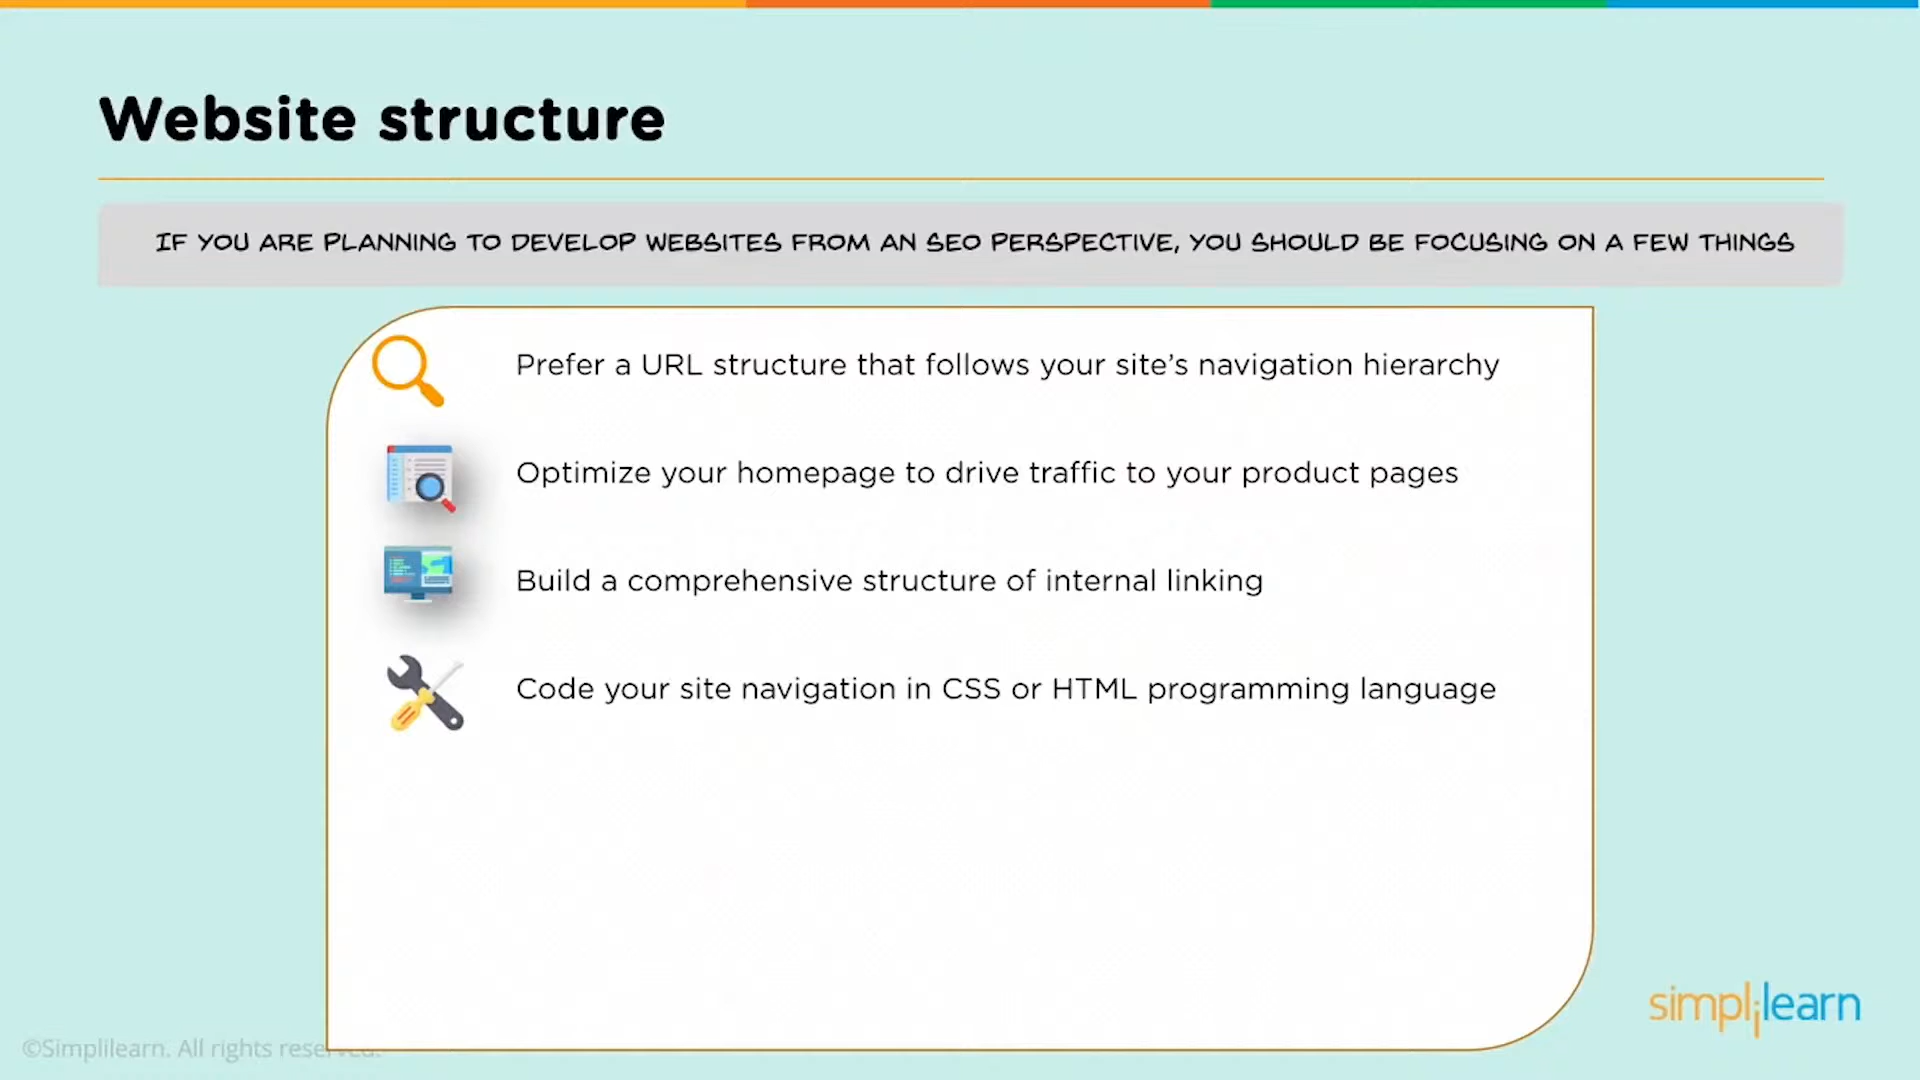 Website structure
IF YOU ARE PLANNING TO DEVELOP WEBSITES FROM AN SEO PERSPECTIVE, YOU SHOULD BE FOCUSING ON A FEW THINGS
Prefer a URL structure that follows your site’s navigation hierarchy
Optimize your homepage to drive traffic to your product pages
Build a comprehensive structure of internal linking
Code your site navigation in CSS or HTML programming language
simplilearn
©Simplilearn. All rights reserved.